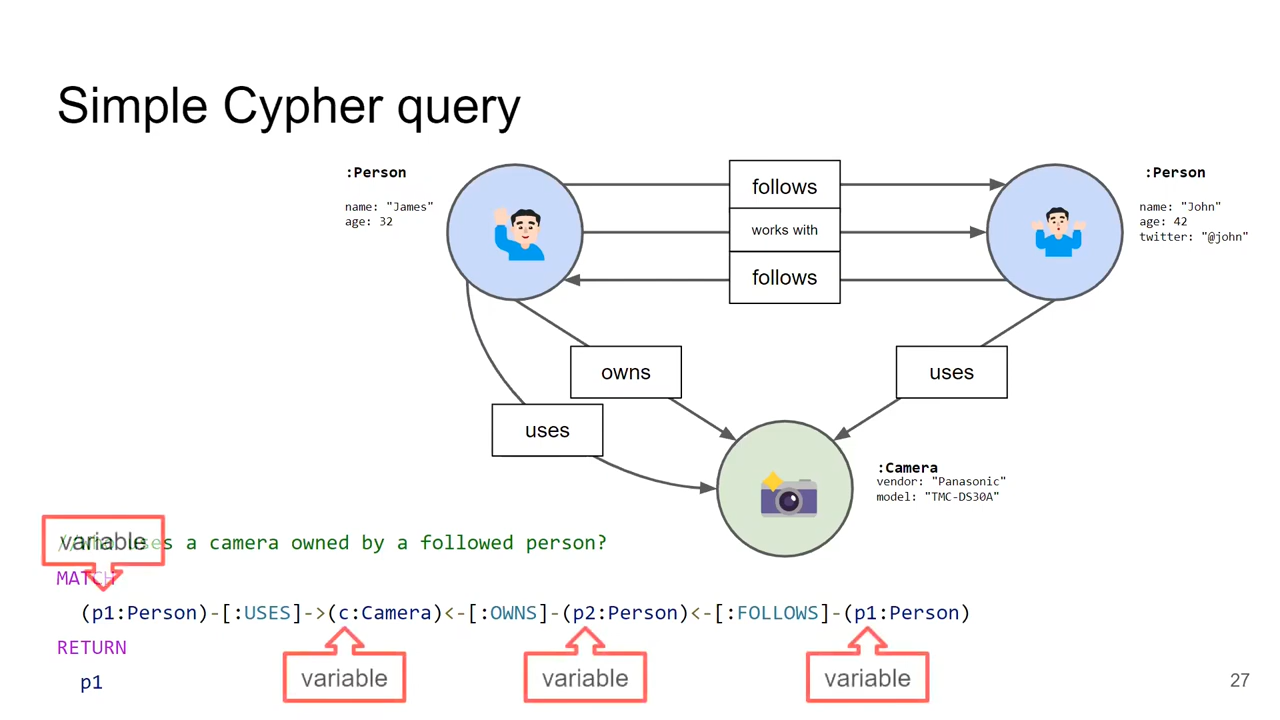 Simple Cypher query
:Person
name: "James"
age: 32
follows
works with
follows
:Person
name: "John"
age: 42
twitter: "@john"
owns
uses
uses
:Camera
vendor: "Panasonic"
model: "TMC-DS30A"
variable
a camera owned by a followed person?
MATCH
(p1:Person)-[:USES]->(c:Camera)<-[:OWNS]-(p2:Person)<-[:FOLLOWS]-(p1:Person)
RETURN
p1
variable
variable
variable
27